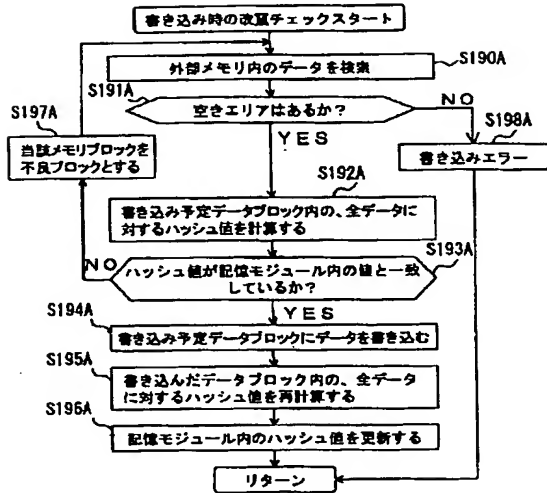 書き込み時の改竄チェックスタート
S190A
外部メモリ内のデータを検索
S191A
空きエリアはあるか?
NO
S197A
当該メモリブロックを
不良ブロックとする
YES
S198A
書き込みエラー
S192A
書き込み予定データブロック内の、全データに
対するハッシュ値を計算する
S193A
NO
ハッシュ値が記憶モジュール内の値と一致
しているか?
YES
S194A
書き込み予定データブロックにデータを書き込む
S195A
書き込んだデータブロック内の、全データ
に対するハッシュ値を再計算する
S196A
記憶モジュール内のハッシュ値を更新する
リターン